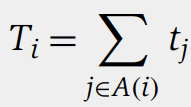 T_i = \sum_{j \in A(i)} t_j